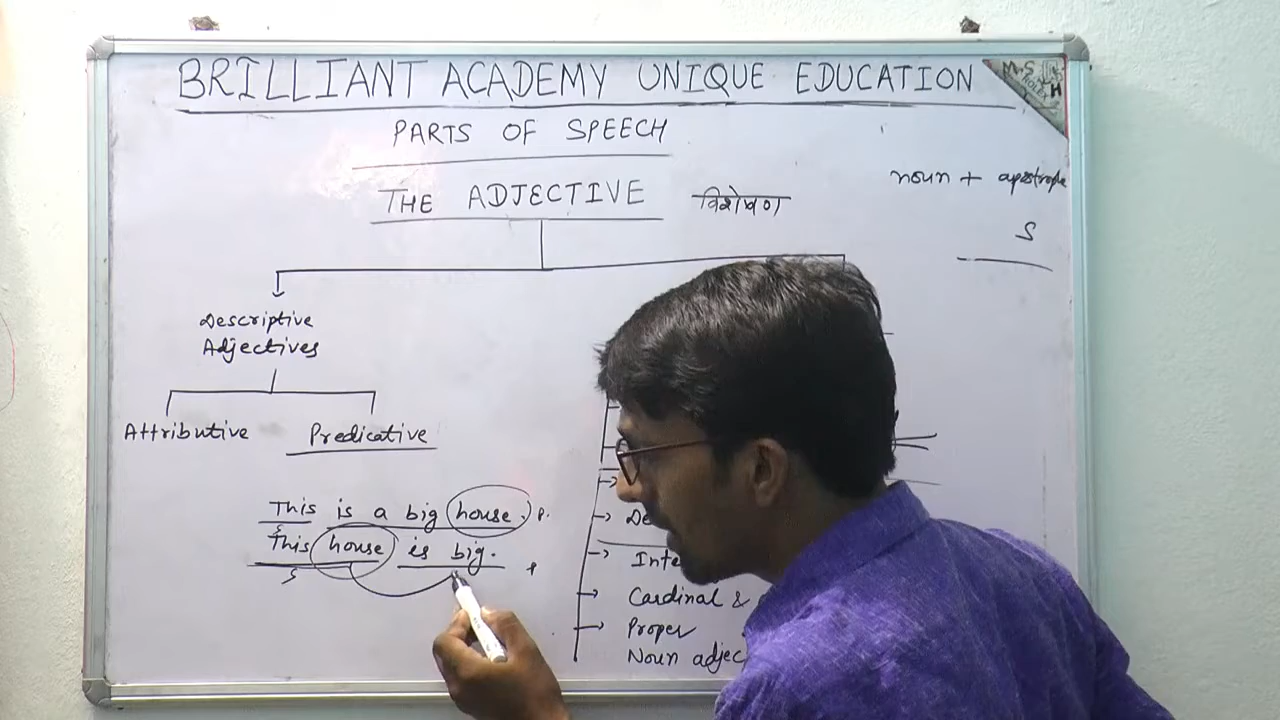 BRILLIANT ACADEMY UNIQUE EDUCATION
PARTS OF SPEECH
THE ADJECTIVE विशेषण
noun + apostrope
S
Descriptive
Adjectives
Attributive Predicative
This is a big house. P.
S
This house is big. P
S
De
Inte
Cardinal &
Proper
Noun adjec
M.S
H